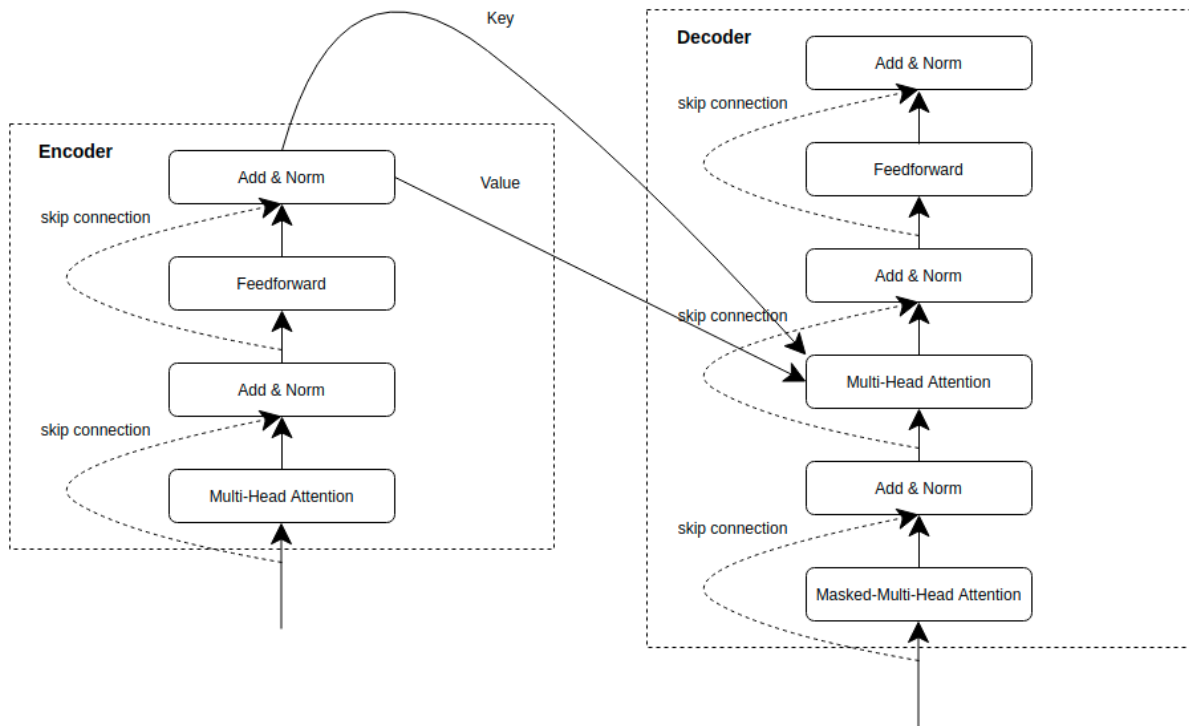 Key
Decoder
Add & Norm
skip connection
Encoder
Add & Norm
Value
Feedforward
skip connection
Feedforward
Add & Norm
skip connection
Add & Norm
Multi-Head Attention
skip connection
Add & Norm
Multi-Head Attention
skip connection
Masked-Multi-Head Attention